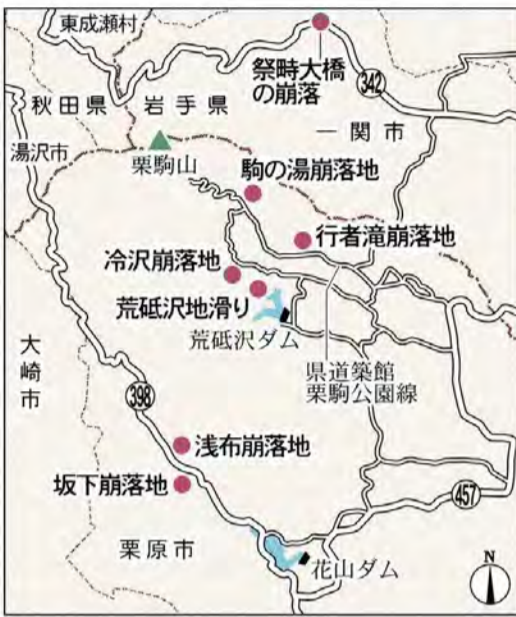 東成瀬村
祭畤大橋
の崩落
342
秋田県
岩手県
一関市
湯沢市
栗駒山
駒の湯崩落地
行者滝崩落地
冷沢崩落地
荒砥沢地滑り
荒砥沢ダム
県道築館
栗駒公園線
大崎市
398
浅布崩落地
坂下崩落地
457
栗原市
花山ダム
N